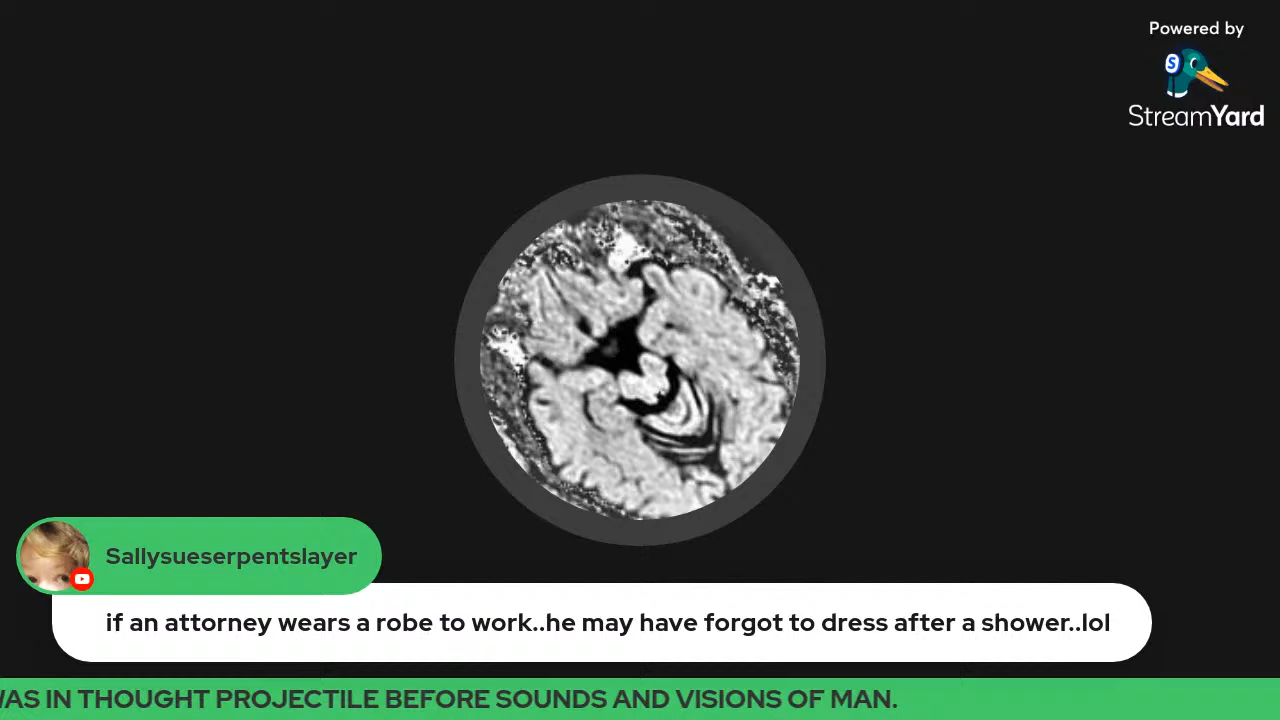 Powered by
S
StreamYard
Sallysueserpentslayer
if an attorney wears a robe to work..he may have forgot to dress after a shower..lol
WAS IN THOUGHT PROJECTILE BEFORE SOUNDS AND VISIONS OF MAN.